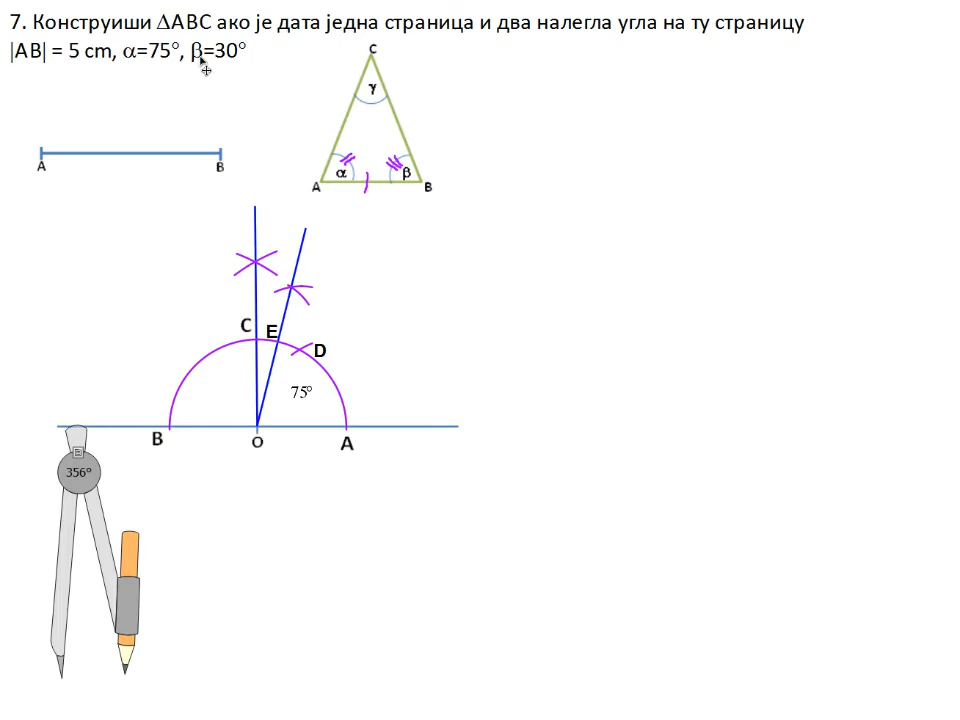 7. Конструиши ∆ABC ако је дата једна страница и два налегла угла на ту страницу
|AB| = 5 cm, α=75°, β=30°
C
γ
A
B
α
β
A
B
C
E
D
75°
B
O
A
356°